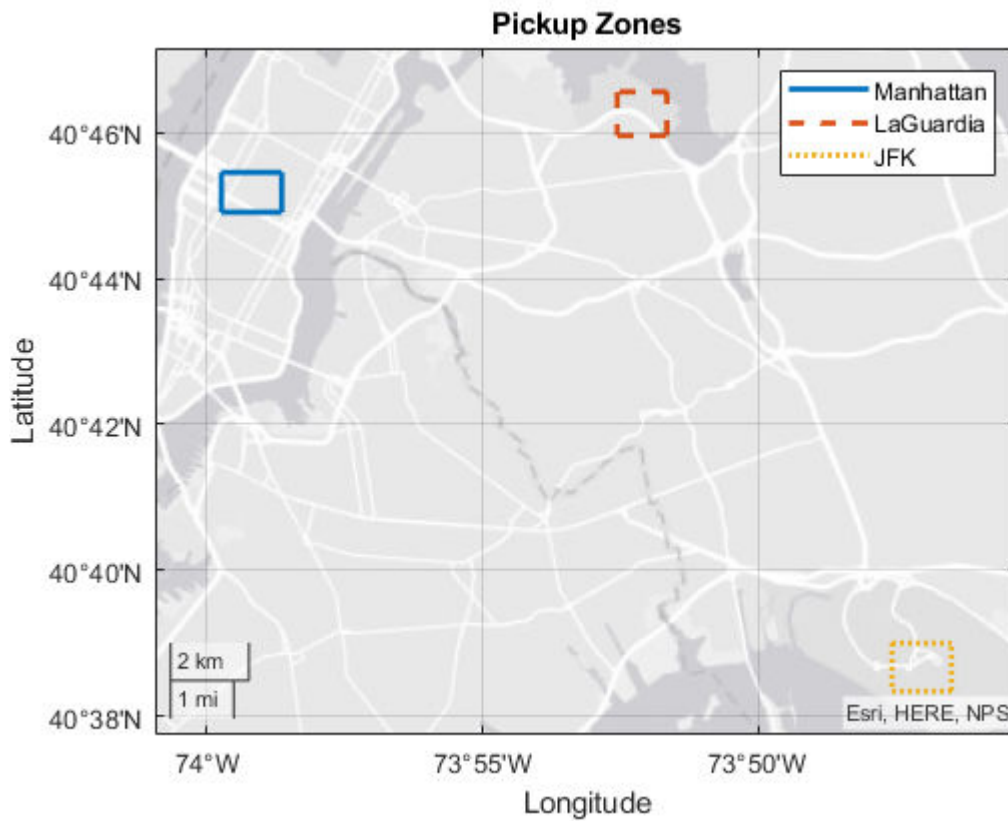 Pickup Zones
Manhattan
LaGuardia
JFK
40°46'N
40°44'N
40°42'N
40°40'N
40°38'N
Latitude
2 km
1 mi
Esri, HERE, NPS
74°W
73°55'W
73°50'W
Longitude